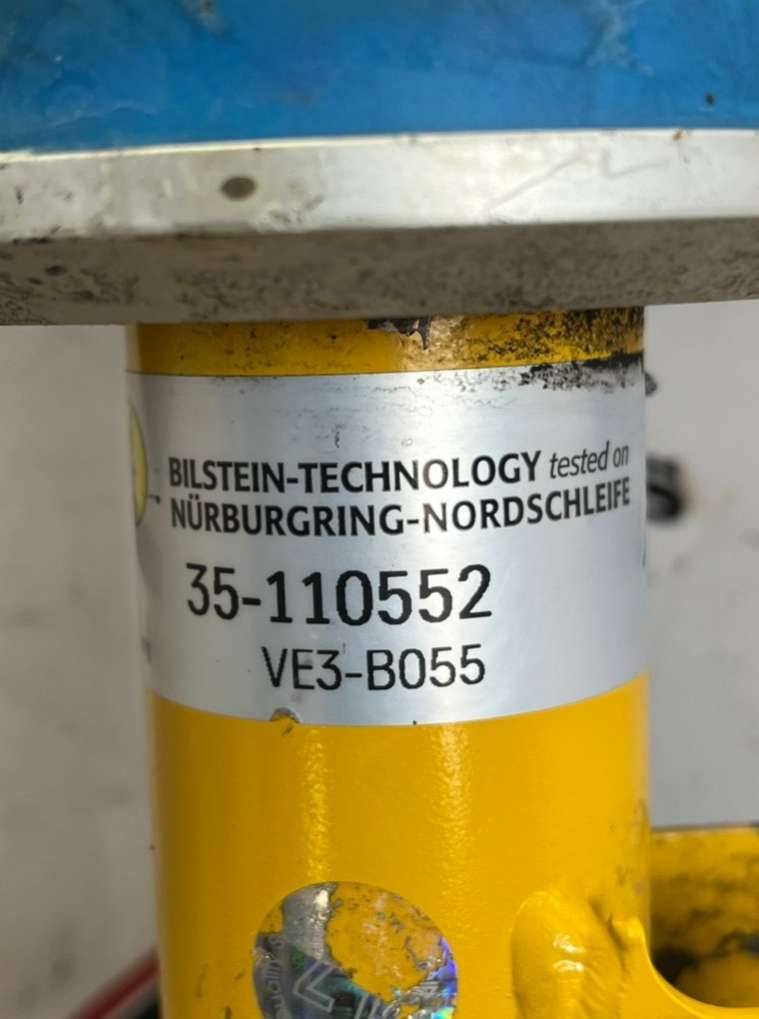 BILSTEIN-TECHNOLOGY tested on
NÜRBURGRING-NORDSCHLEIFE
35-110552
VE3-B055